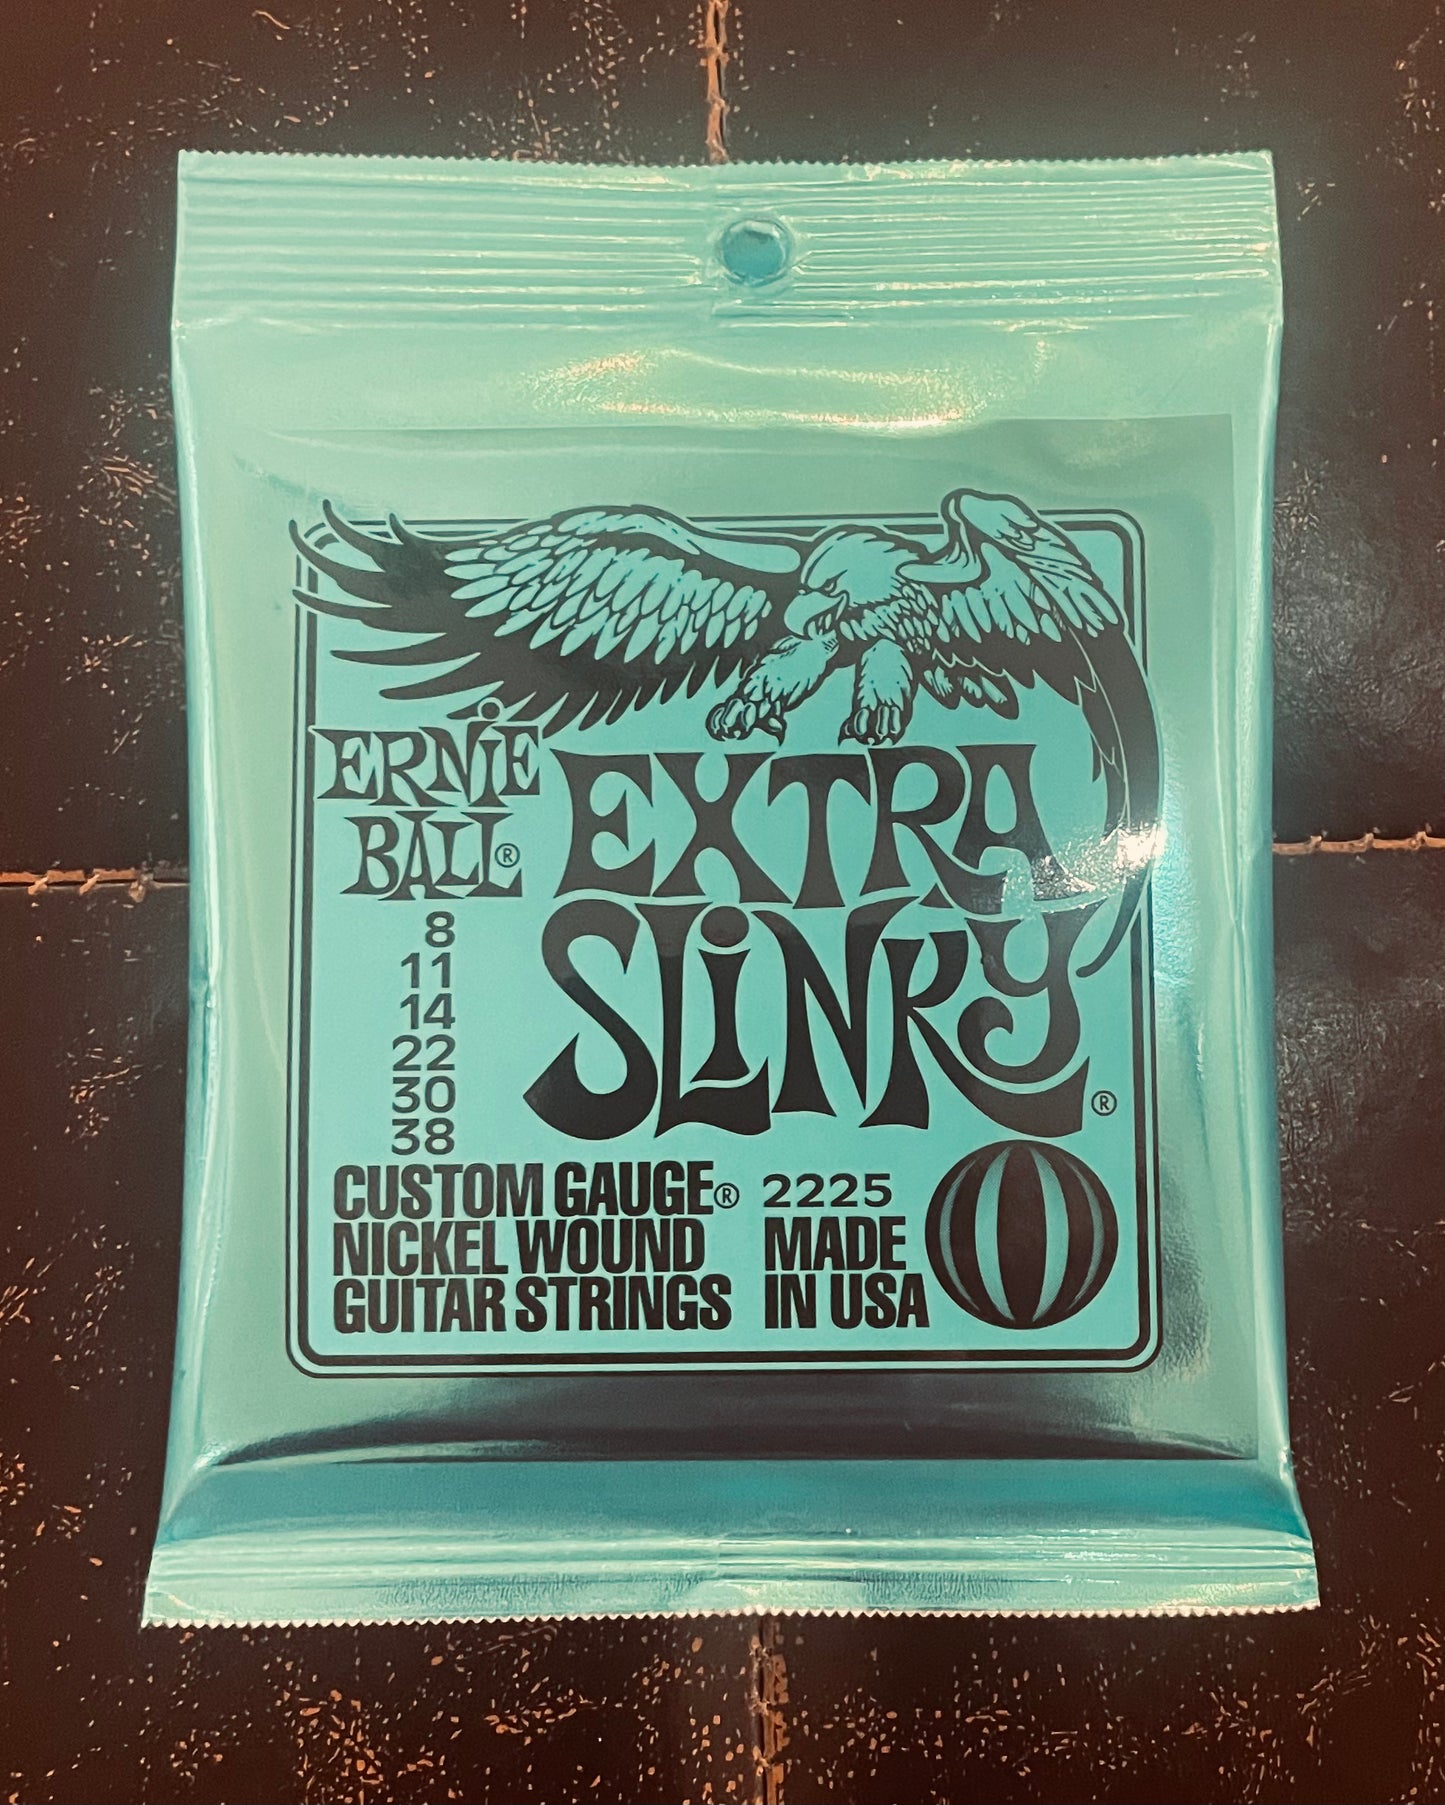 ERNiE
BALL®
EXTRA
SLiNKY®
8
11
14
22
30
38
CUSTOM GAUGE®
NICKEL WOUND
GUITAR STRINGS
2225
MADE
IN USA